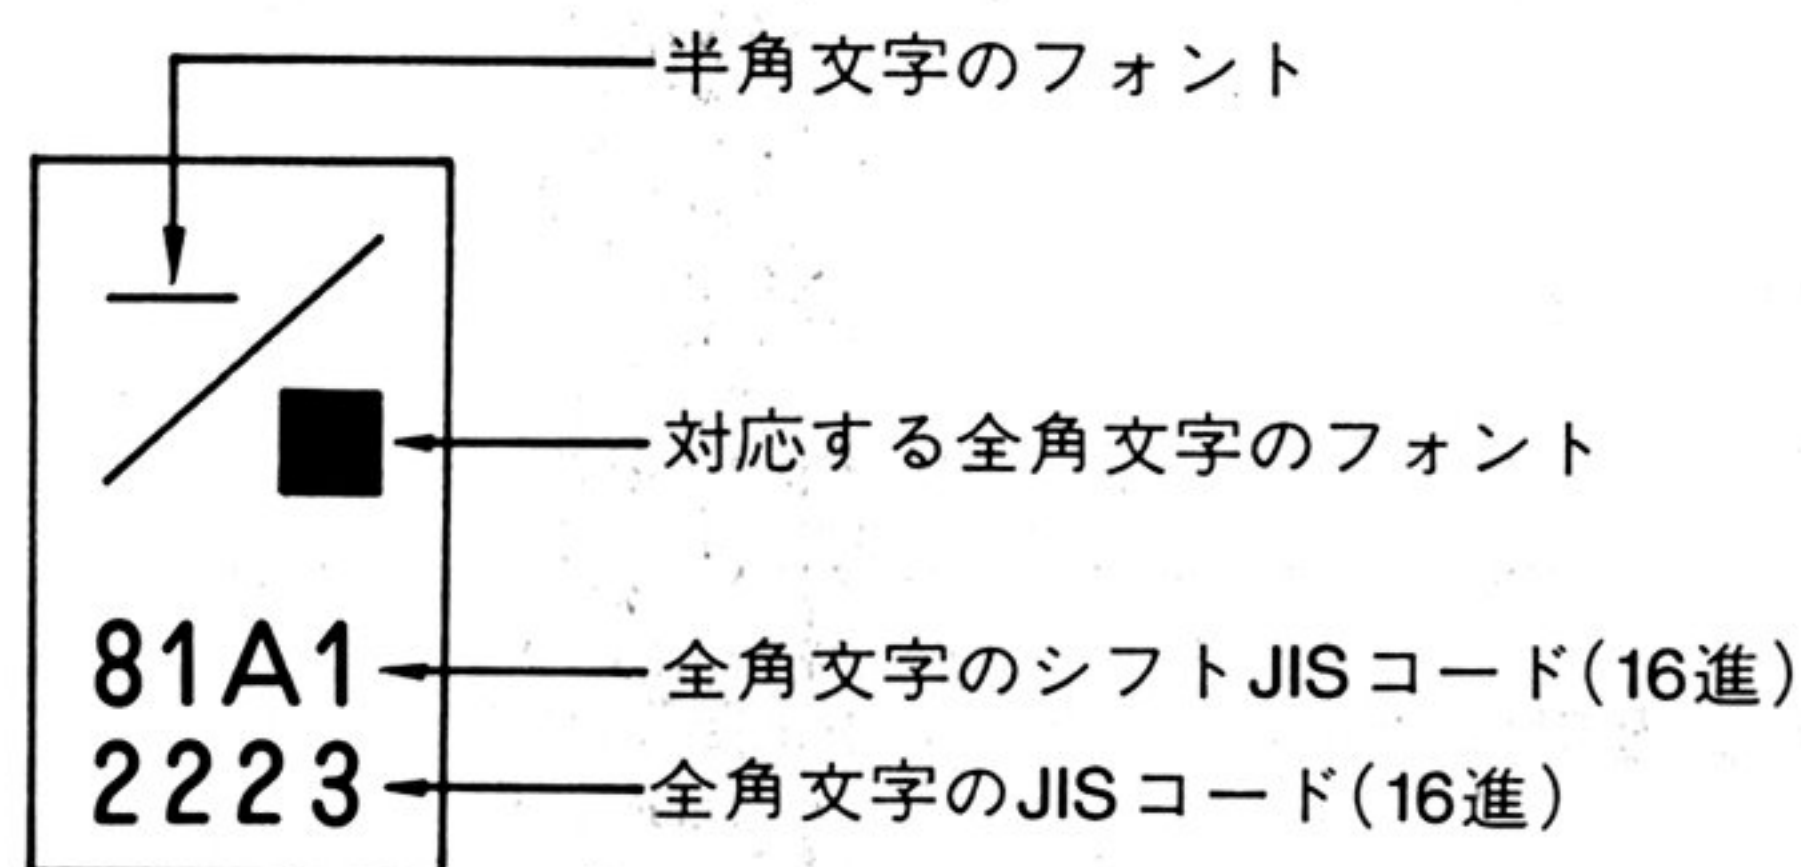 半角文字のフォント
■
対応する全角文字のフォント
81A1
全角文字のシフトJISコード(16進)
2223
全角文字のJISコード(16進)